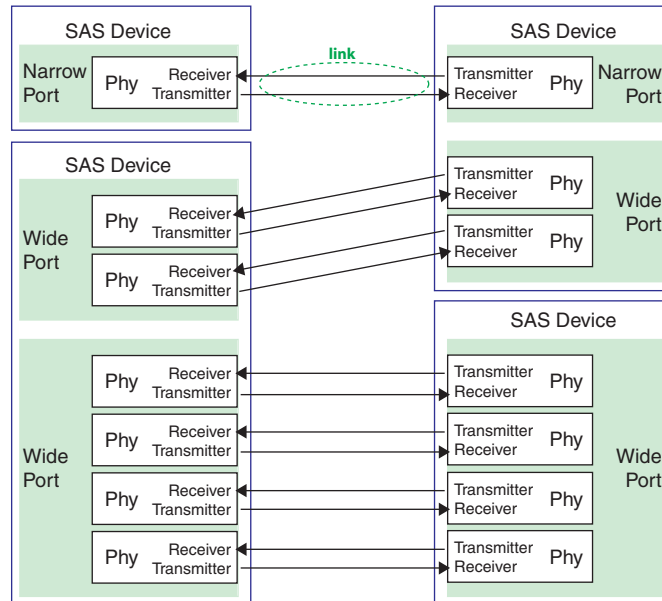 SAS Device
Narrow
Port
Phy
Receiver
Transmitter
link
SAS Device
Transmitter
Receiver
Phy
Narrow
Port
SAS Device
Wide
Port
Phy
Receiver
Transmitter
Phy
Receiver
Transmitter
Transmitter
Receiver
Phy
Transmitter
Receiver
Phy
Wide
Port
Wide
Port
Phy
Receiver
Transmitter
Phy
Receiver
Transmitter
Phy
Receiver
Transmitter
Phy
Receiver
Transmitter
SAS Device
Transmitter
Receiver
Phy
Transmitter
Receiver
Phy
Transmitter
Receiver
Phy
Transmitter
Receiver
Phy
Wide
Port